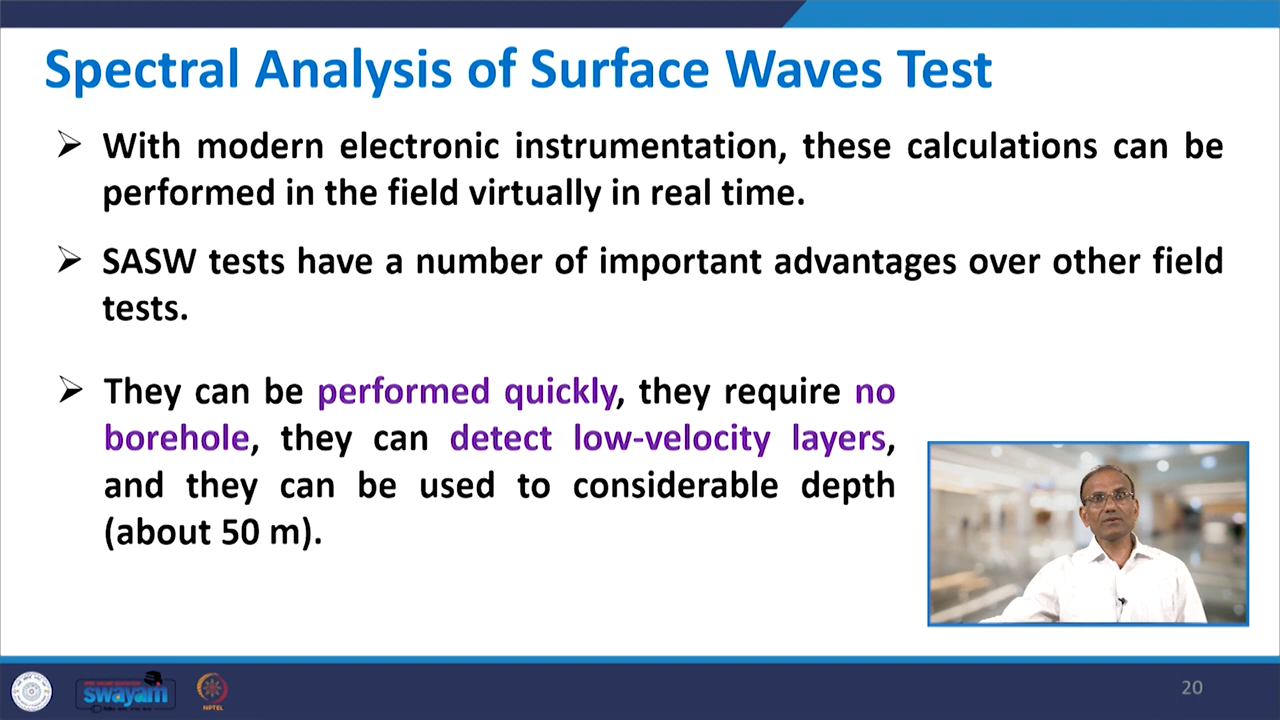 Spectral Analysis of Surface Waves Test
With modern electronic instrumentation, these calculations can be
performed in the field virtually in real time.
SASW tests have a number of important advantages over other field
tests.
They can be performed quickly, they require no
borehole, they can detect low-velocity layers,
and they can be used to considerable depth
(about 50 m).
swayam
NPTEL
20